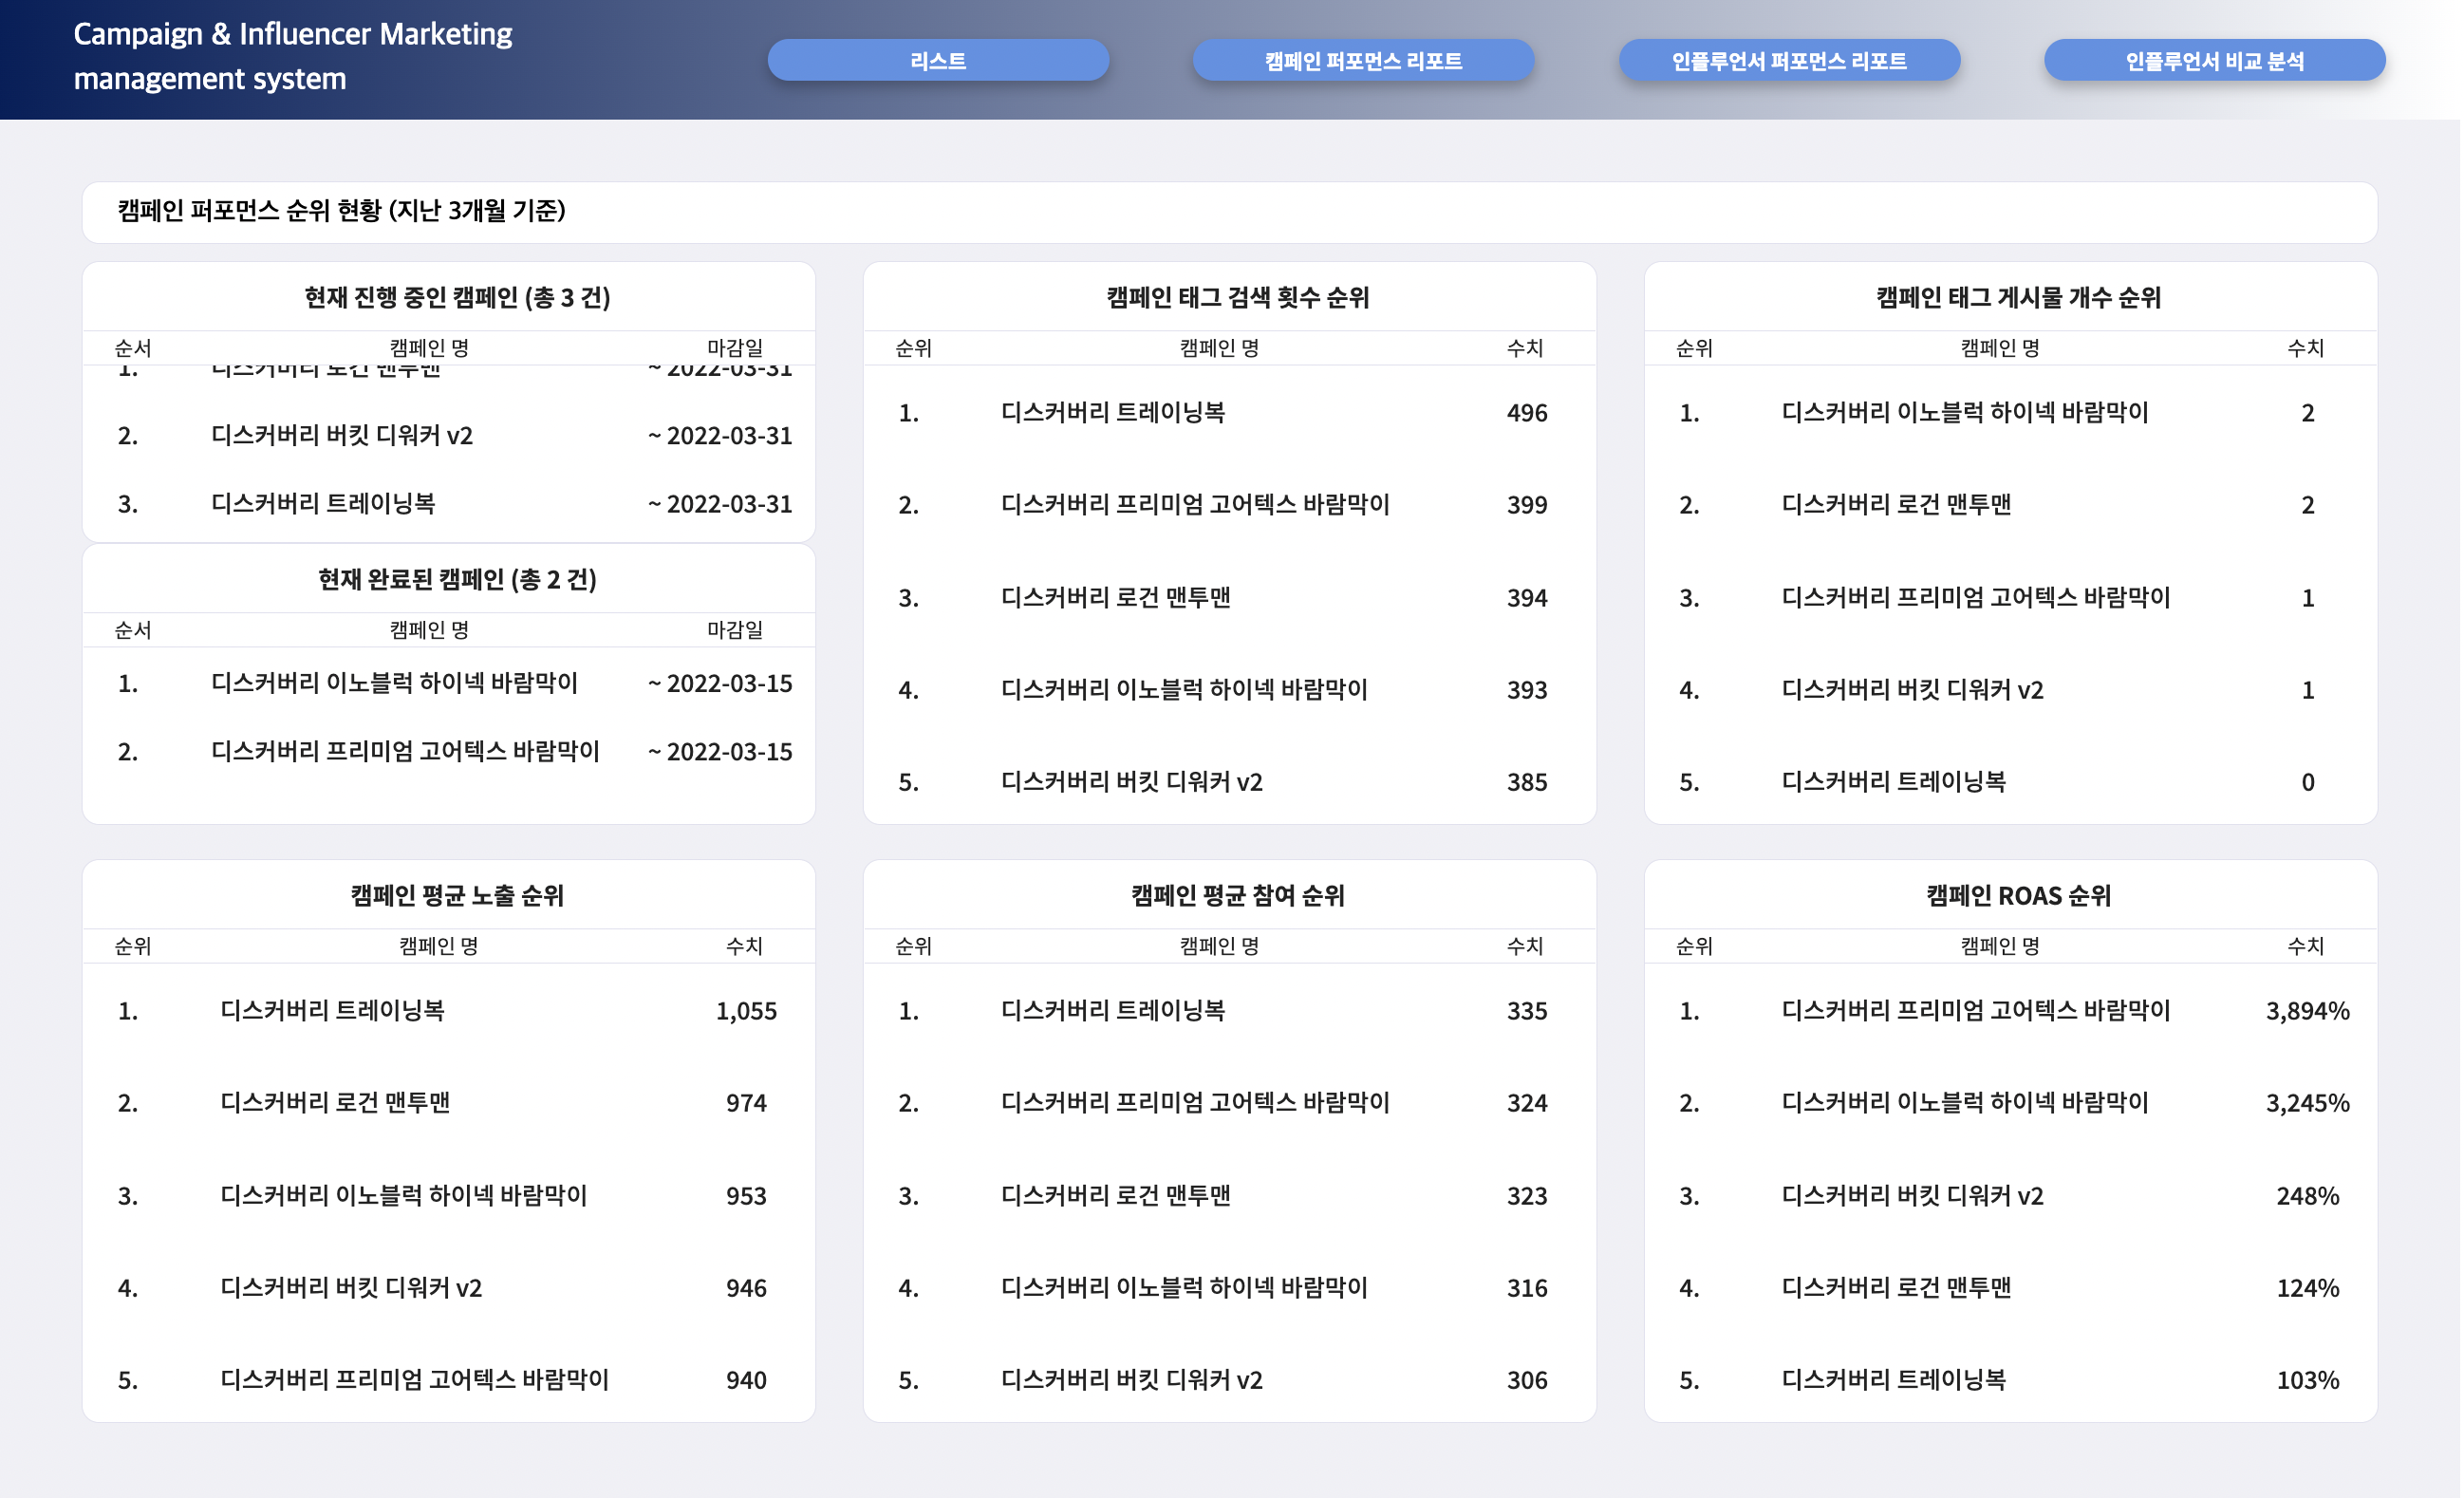 Campaign & Influencer Marketing
management system
리스트
캠페인 퍼포먼스 리포트
인플루언서 퍼포먼스 리포트
인플루언서 비교 분석
캠페인 퍼포먼스 순위 현황 (지난 3개월 기준)
현재 진행 중인 캠페인 (총 3 건)
순서 캠페인 명 마감일
1. 디스커버리 로건 맨투맨 ~ 2022-03-31
2. 디스커버리 버킷 디워커 v2 ~ 2022-03-31
3. 디스커버리 트레이닝복 ~ 2022-03-31
현재 완료된 캠페인 (총 2 건)
순서 캠페인 명 마감일
1. 디스커버리 이노블럭 하이넥 바람막이 ~ 2022-03-15
2. 디스커버리 프리미엄 고어텍스 바람막이 ~ 2022-03-15
캠페인 태그 검색 횟수 순위
순위 캠페인 명 수치
1. 디스커버리 트레이닝복 496
2. 디스커버리 프리미엄 고어텍스 바람막이 399
3. 디스커버리 로건 맨투맨 394
4. 디스커버리 이노블럭 하이넥 바람막이 393
5. 디스커버리 버킷 디워커 v2 385
캠페인 태그 게시물 개수 순위
순위 캠페인 명 수치
1. 디스커버리 이노블럭 하이넥 바람막이 2
2. 디스커버리 로건 맨투맨 2
3. 디스커버리 프리미엄 고어텍스 바람막이 1
4. 디스커버리 버킷 디워커 v2 1
5. 디스커버리 트레이닝복 0
캠페인 평균 노출 순위
순위 캠페인 명 수치
1. 디스커버리 트레이닝복 1,055
2. 디스커버리 로건 맨투맨 974
3. 디스커버리 이노블럭 하이넥 바람막이 953
4. 디스커버리 버킷 디워커 v2 946
5. 디스커버리 프리미엄 고어텍스 바람막이 940
캠페인 평균 참여 순위
순위 캠페인 명 수치
1. 디스커버리 트레이닝복 335
2. 디스커버리 프리미엄 고어텍스 바람막이 324
3. 디스커버리 로건 맨투맨 323
4. 디스커버리 이노블럭 하이넥 바람막이 316
5. 디스커버리 버킷 디워커 v2 306
캠페인 ROAS 순위
순위 캠페인 명 수치
1. 디스커버리 프리미엄 고어텍스 바람막이 3,894%
2. 디스커버리 이노블럭 하이넥 바람막이 3,245%
3. 디스커버리 버킷 디워커 v2 248%
4. 디스커버리 로건 맨투맨 124%
5. 디스커버리 트레이닝복 103%